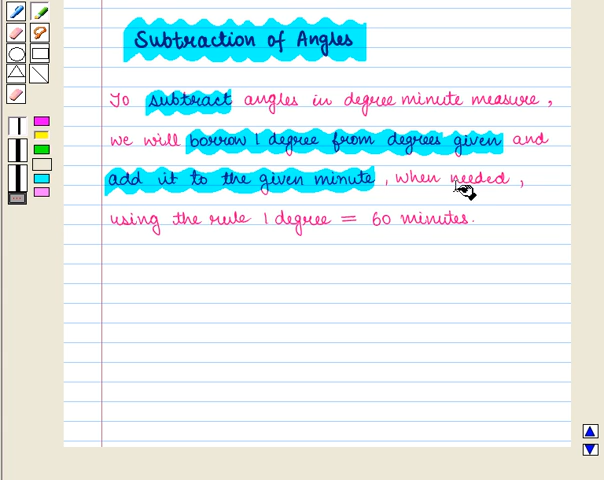 Subtraction of Angles
To subtract angles in degree minute measure,
we will borrow 1 degree from degrees given and
add it to the given minute, when needed,
using the rule 1 degree = 60 minutes.